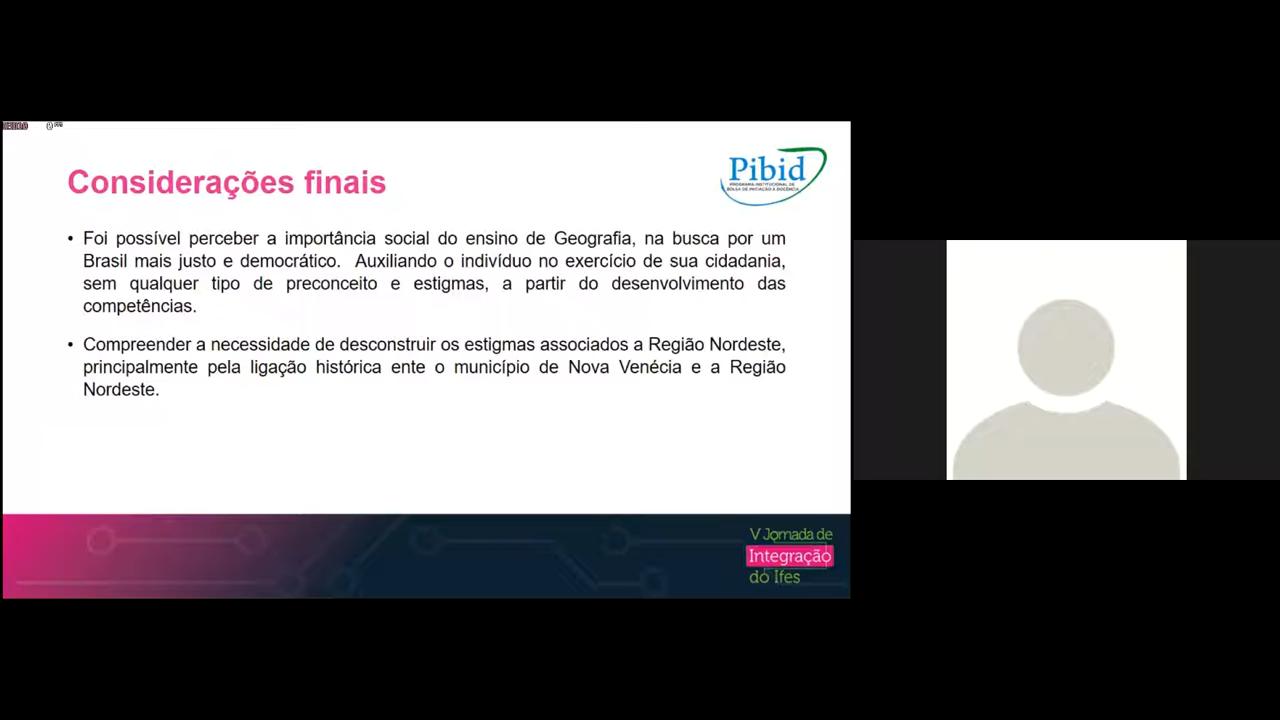 Considerações finais
Pibid
PROGRAMA INSTITUCIONAL DE
BOLSA DE INICIAÇÃO À DOCÊNCIA
• Foi possível perceber a importância social do ensino de Geografia, na busca por um
Brasil mais justo e democrático. Auxiliando o indivíduo no exercício de sua cidadania,
sem qualquer tipo de preconceito e estigmas, a partir do desenvolvimento das
competências.
• Compreender a necessidade de desconstruir os estigmas associados a Região Nordeste,
principalmente pela ligação histórica ente o município de Nova Venécia e a Região
Nordeste.
V Jornada de
Integração
do Ifes